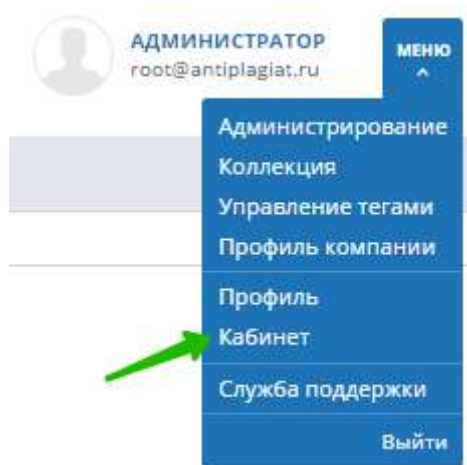 АДМИНИСТРАТОР
root@antiplagiat.ru
МЕНЮ
Администрирование
Коллекция
Управление тегами
Профиль компании
Профиль
Кабинет
Служба поддержки
Выйти